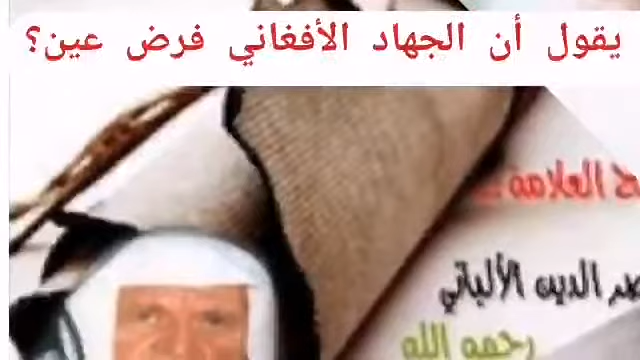 يقول أن الجهاد الأفغاني فرض عين؟
العلامة
الدين الألباني
رحمه الله